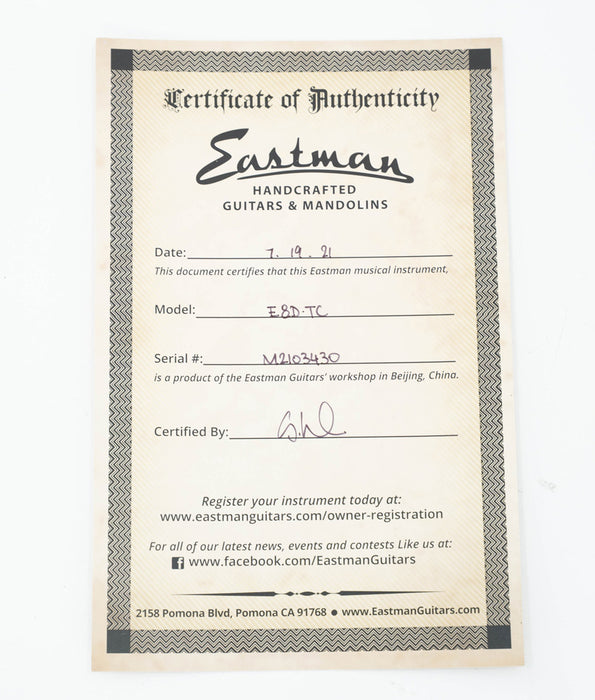 Certificate of Authenticity
Eastman
HANDCRAFTED
GUITARS & MANDOLINS
Date: 7.19.21
This document certifies that this Eastman musical instrument,
Model: E8D-TC
Serial #: M2103430
is a product of the Eastman Guitars' workshop in Beijing, China.
Certified By:
Register your instrument today at:
www.eastmanguitars.com/owner-registration
For all of our latest news, events and contests Like us at:
www.facebook.com/EastmanGuitars
2158 Pomona Blvd, Pomona CA 91768 ● www.EastmanGuitars.com